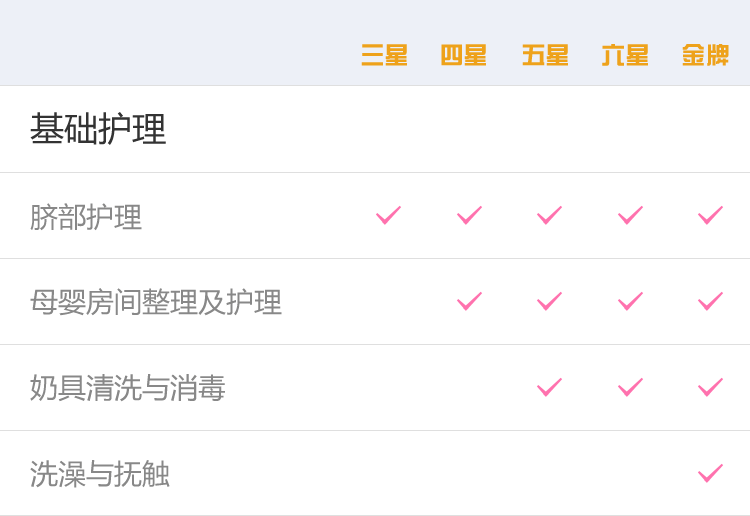 三星 四星 五星 六星 金牌
基础护理
脐部护理
母婴房间整理及护理
奶具清洗与消毒
洗澡与抚触